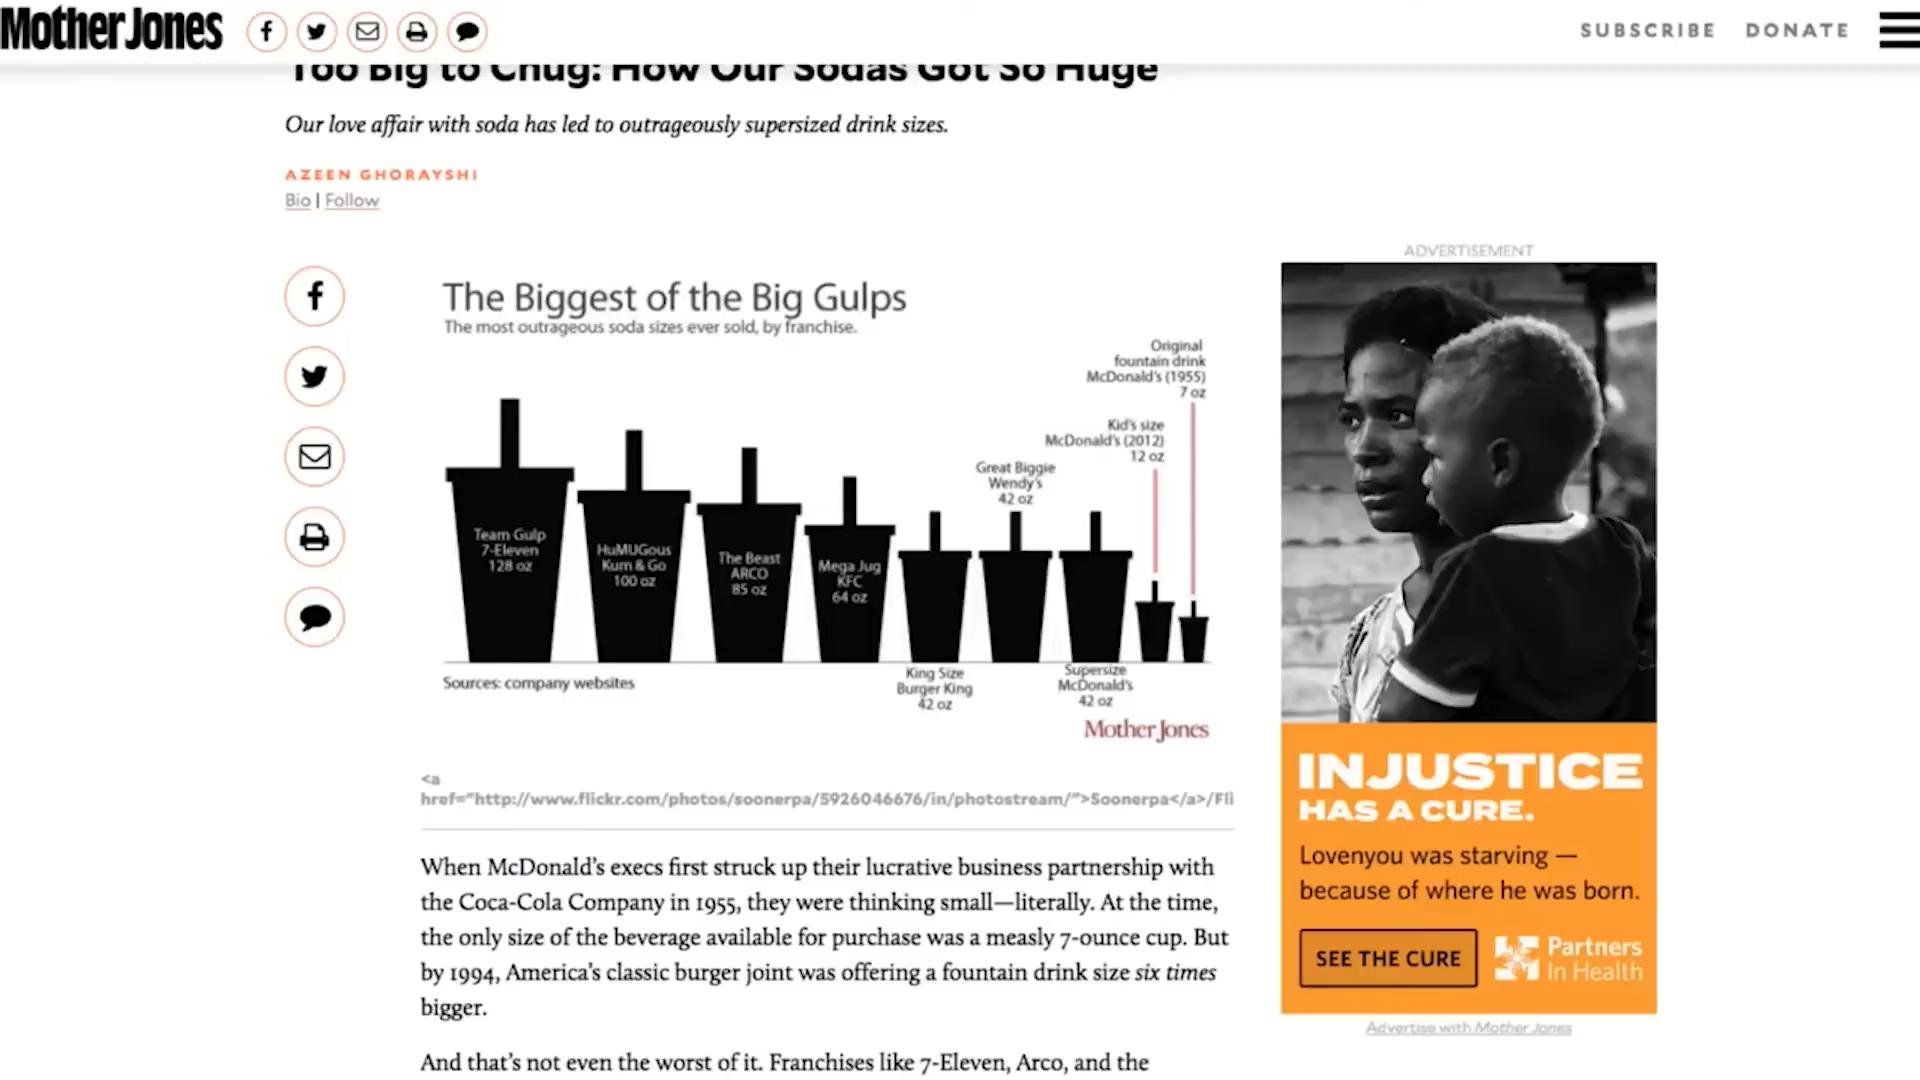 Mother Jones
SUBSCRIBE DONATE
Too Big to Chug: How Our Sodas Got So Huge
Our love affair with soda has led to outrageously supersized drink sizes.
AZEEN GHORAYSHI
Bio | Follow
The Biggest of the Big Gulps
The most outrageous soda sizes ever sold, by franchise.
Team Gulp
7-Eleven
128 oz
HuMUGous
Kum & Go
100 oz
The Beast
ARCO
85 oz
Mega Jug
KFC
64 oz
King Size
Burger King
42 oz
Great Biggie
Wendy's
42 oz
Supersize
McDonald's
42 oz
Kid's size
McDonald's (2012)
12 oz
Original
fountain drink
McDonald's (1955)
7 oz
Sources: company websites
Mother Jones
<a
href="http://www.flickr.com/photos/soonerpa/5926046676/in/photostream/">Soonerpa</a>/Fli
When McDonald's execs first struck up their lucrative business partnership with
the Coca-Cola Company in 1955, they were thinking small—literally. At the time,
the only size of the beverage available for purchase was a measly 7-ounce cup. But
by 1994, America's classic burger joint was offering a fountain drink size six times
bigger.
And that's not even the worst of it. Franchises like 7-Eleven, Arco, and the
ADVERTISEMENT
INJUSTICE
HAS A CURE.
Lovenyou was starving —
because of where he was born.
SEE THE CURE
Partners
In Health
Advertise with Mother Jones